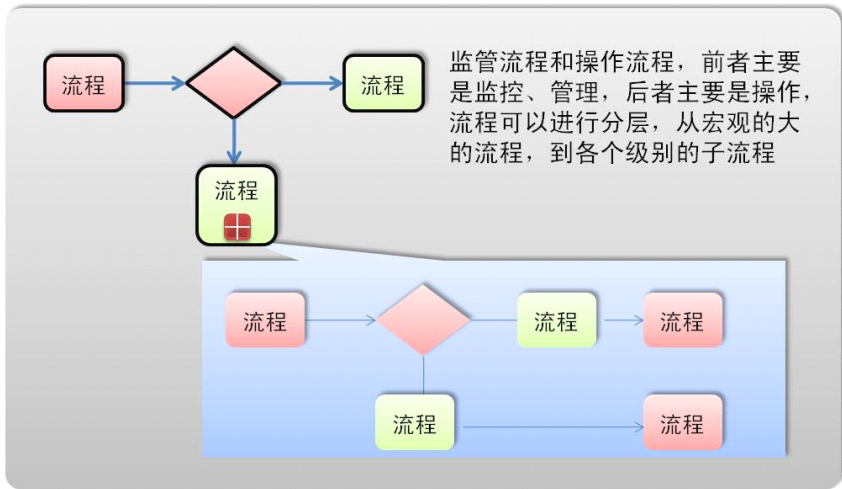 流程
流程
监管流程和操作流程，前者主要
是监控、管理，后者主要是操作，
流程可以进行分层，从宏观的大
的流程，到各个级别的子流程
流程
流程
流程
流程
流程
流程